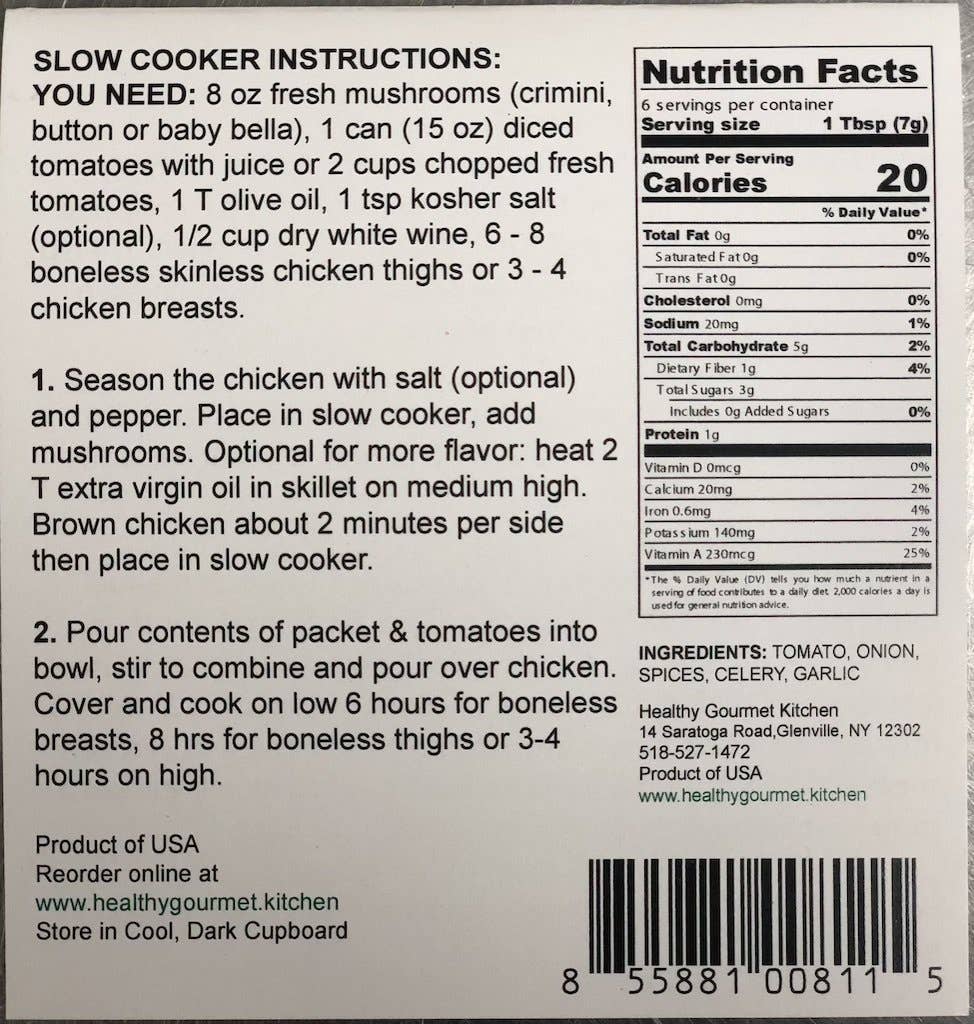 SLOW COOKER INSTRUCTIONS:
YOU NEED: 8 oz fresh mushrooms (crimini,
button or baby bella), 1 can (15 oz) diced
tomatoes with juice or 2 cups chopped fresh
tomatoes, 1 T olive oil, 1 tsp kosher salt
(optional), 1/2 cup dry white wine, 6 - 8
boneless skinless chicken thighs or 3 - 4
chicken breasts.
1. Season the chicken with salt (optional)
and pepper. Place in slow cooker, add
mushrooms. Optional for more flavor: heat 2
T extra virgin oil in skillet on medium high.
Brown chicken about 2 minutes per side
then place in slow cooker.
2. Pour contents of packet & tomatoes into
bowl, stir to combine and pour over chicken.
Cover and cook on low 6 hours for boneless
breasts, 8 hrs for boneless thighs or 3-4
hours on high.
Product of USA
Reorder online at
www.healthygourmet.kitchen
Store in Cool, Dark Cupboard
Nutrition Facts
6 servings per container
Serving size 1 Tbsp (7g)
Amount Per Serving
Calories 20
% Daily Value*
Total Fat 0g 0%
Saturated Fat 0g 0%
Trans Fat 0g
Cholesterol 0mg 0%
Sodium 20mg 1%
Total Carbohydrate 5g 2%
Dietary Fiber 1g 4%
Total Sugars 3g
Includes 0g Added Sugars 0%
Protein 1g
Vitamin D 0mcg 0%
Calcium 20mg 2%
Iron 0.6mg 4%
Potassium 140mg 2%
Vitamin A 230mcg 25%
*The % Daily Value (DV) tells you how much a nutrient in a
serving of food contributes to a daily diet. 2,000 calories a day is
used for general nutrition advice.
INGREDIENTS: TOMATO, ONION,
SPICES, CELERY, GARLIC
Healthy Gourmet Kitchen
14 Saratoga Road,Glenville, NY 12302
518-527-1472
Product of USA
www.healthygourmet.kitchen
8 55881 00811 5